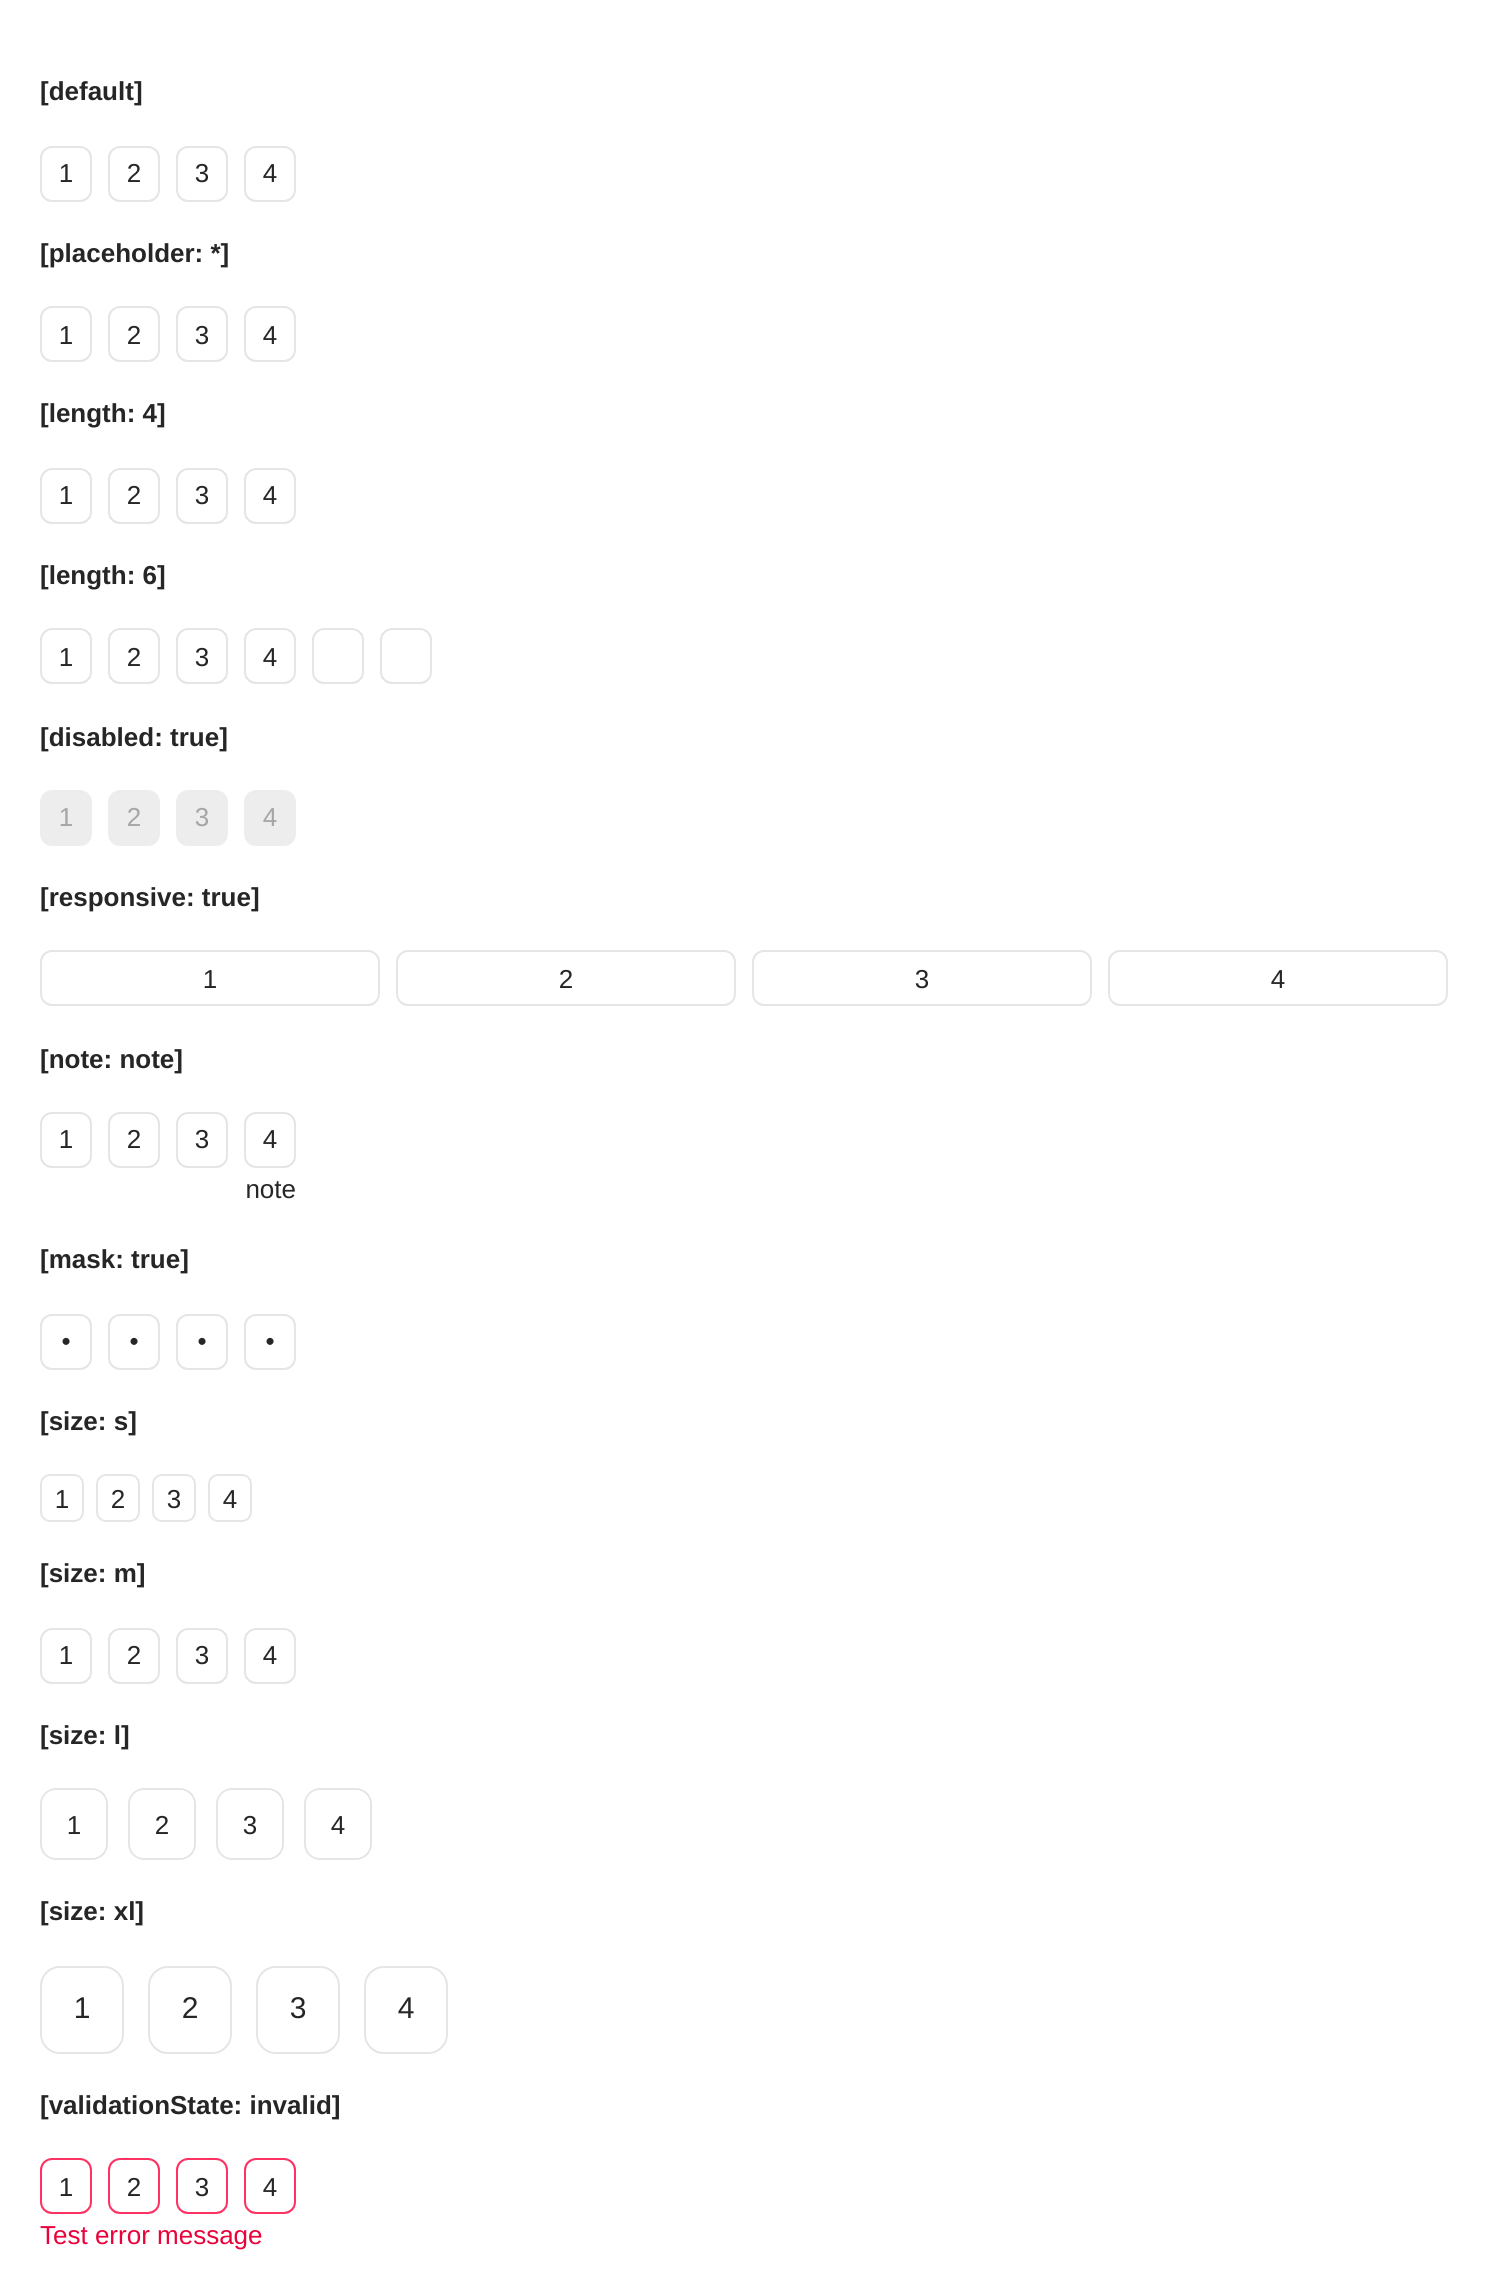 [default]
1 2 3 4
[placeholder: *]
1 2 3 4
[length: 4]
1 2 3 4
[length: 6]
1 2 3 4
[disabled: true]
1 2 3 4
[responsive: true]
1 2 3 4
[note: note]
1 2 3 4
note
[mask: true]
• • • •
[size: s]
1 2 3 4
[size: m]
1 2 3 4
[size: l]
1 2 3 4
[size: xl]
1 2 3 4
[validationState: invalid]
1 2 3 4
Test error message